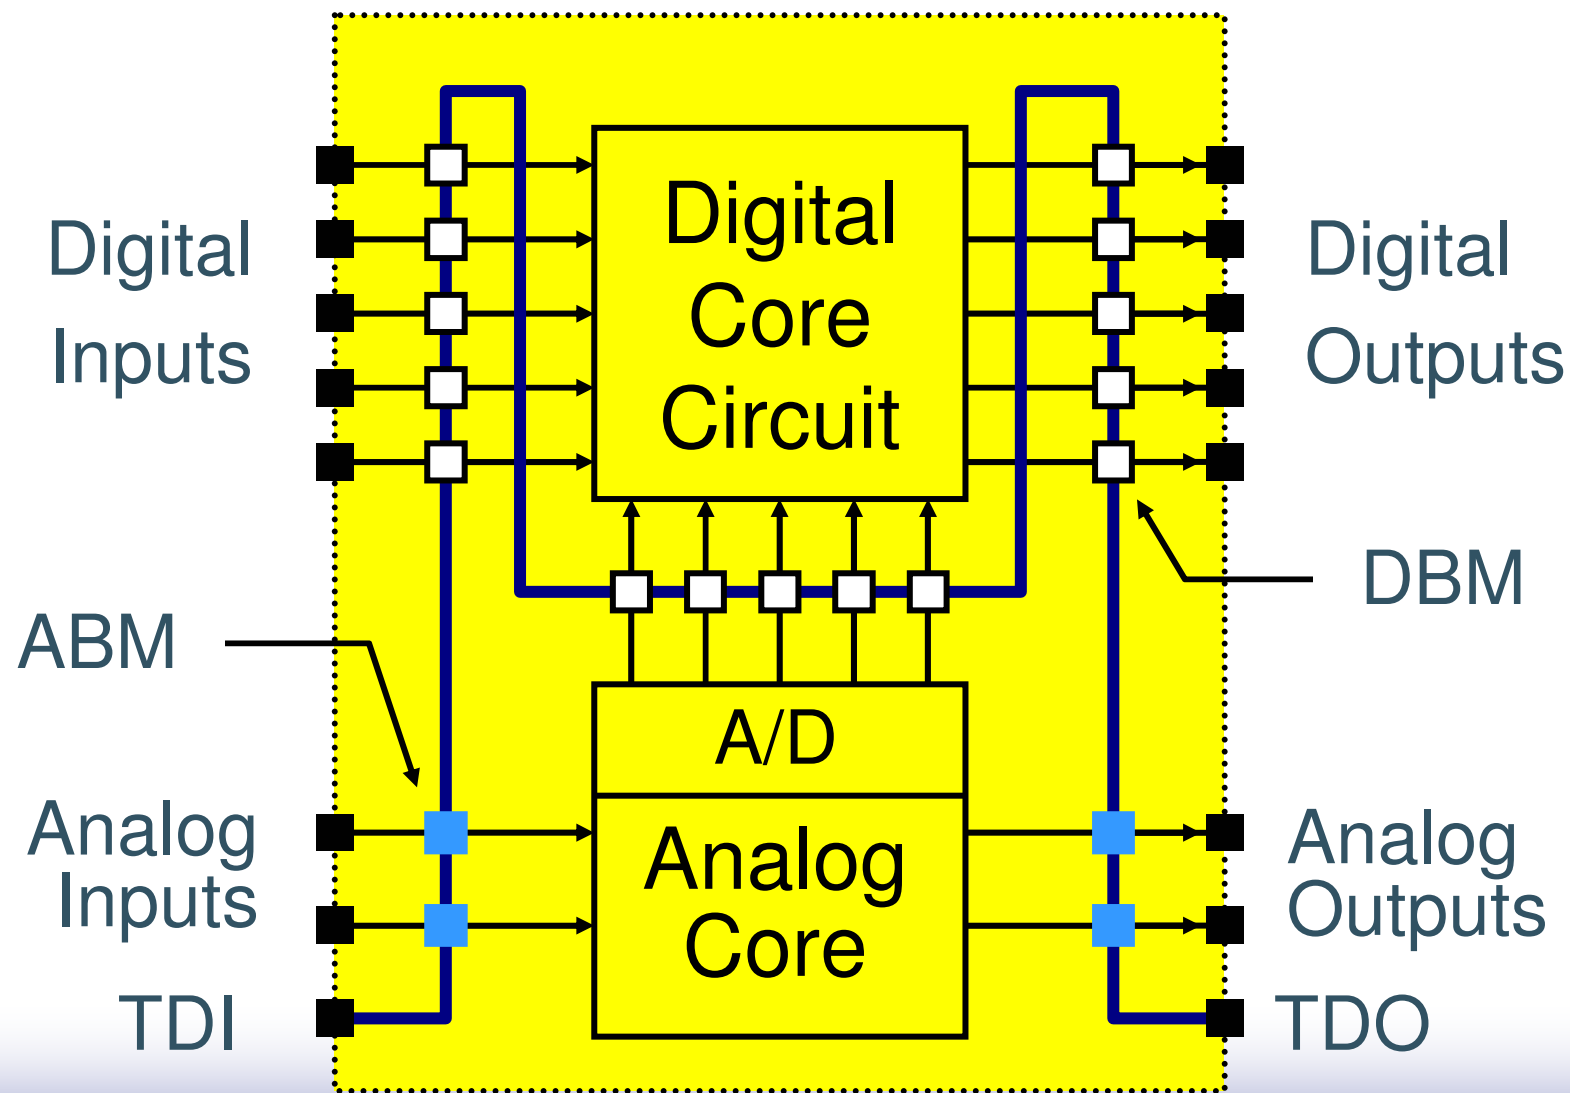 Digital
Inputs
Digital
Core
Circuit
Digital
Outputs
DBM
ABM
A/D
Analog
Inputs
Analog
Core
Analog
Outputs
TDI
TDO